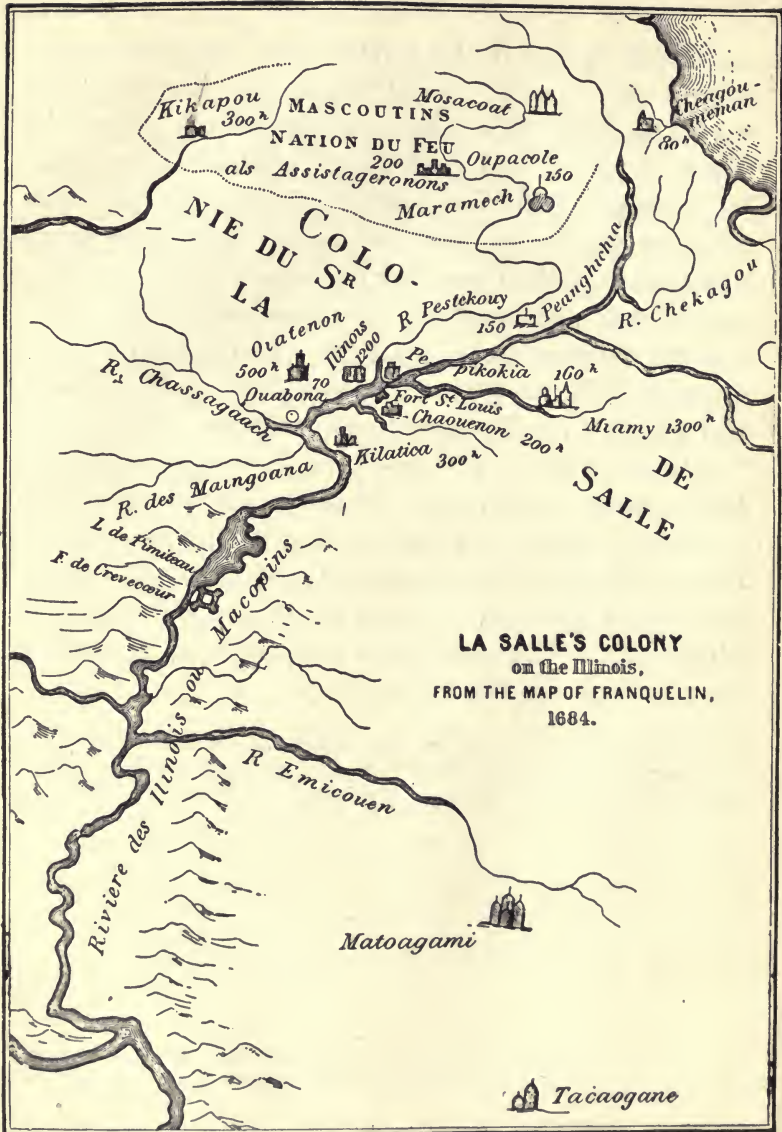 Kikapou
300ʰ
MASCOUTINS
NATION DU FEU
200
als Assistageronons
Mosacoat
Oupacole
150
Maramech
Cheagou-
meman
80ʰ
COLO-
NIE DU Sᴿ
LA
DE
SALLE
R. Chekagou
Peanghichia
150
R Pestekouy
Oiatenon
500ʰ
Ilinois
1200
70
Ouabona
R. Chassagoach
Pe
pikokia
160ʰ
Fort Sᵗ Louis
Chaouenon
200ʰ
Miamy 1300ʰ
Kilatica
300ʰ
R. des Maingoana
L de Pimiteau
F. de Crevecœur
Riviere des Ilinois ou Macopins
LA SALLE'S COLONY
on the Illinois,
FROM THE MAP OF FRANQUELIN,
1684.
R Emicouen
Matoagami
Tacaogane